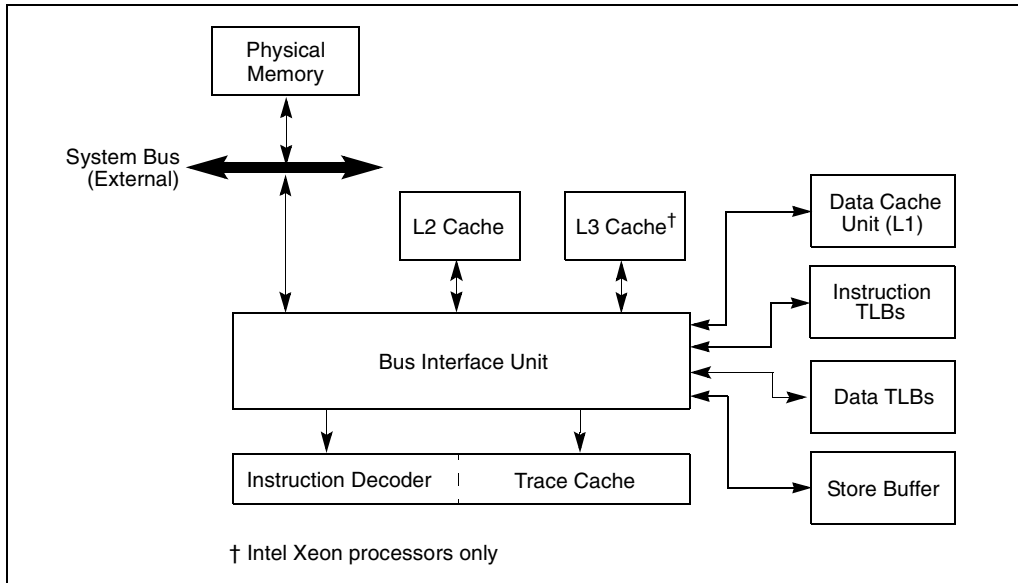 Physical
Memory
System Bus
(External)
L2 Cache
L3 Cache†
Data Cache
Unit (L1)
Instruction
TLBs
Bus Interface Unit
Data TLBs
Instruction Decoder
Trace Cache
Store Buffer
† Intel Xeon processors only